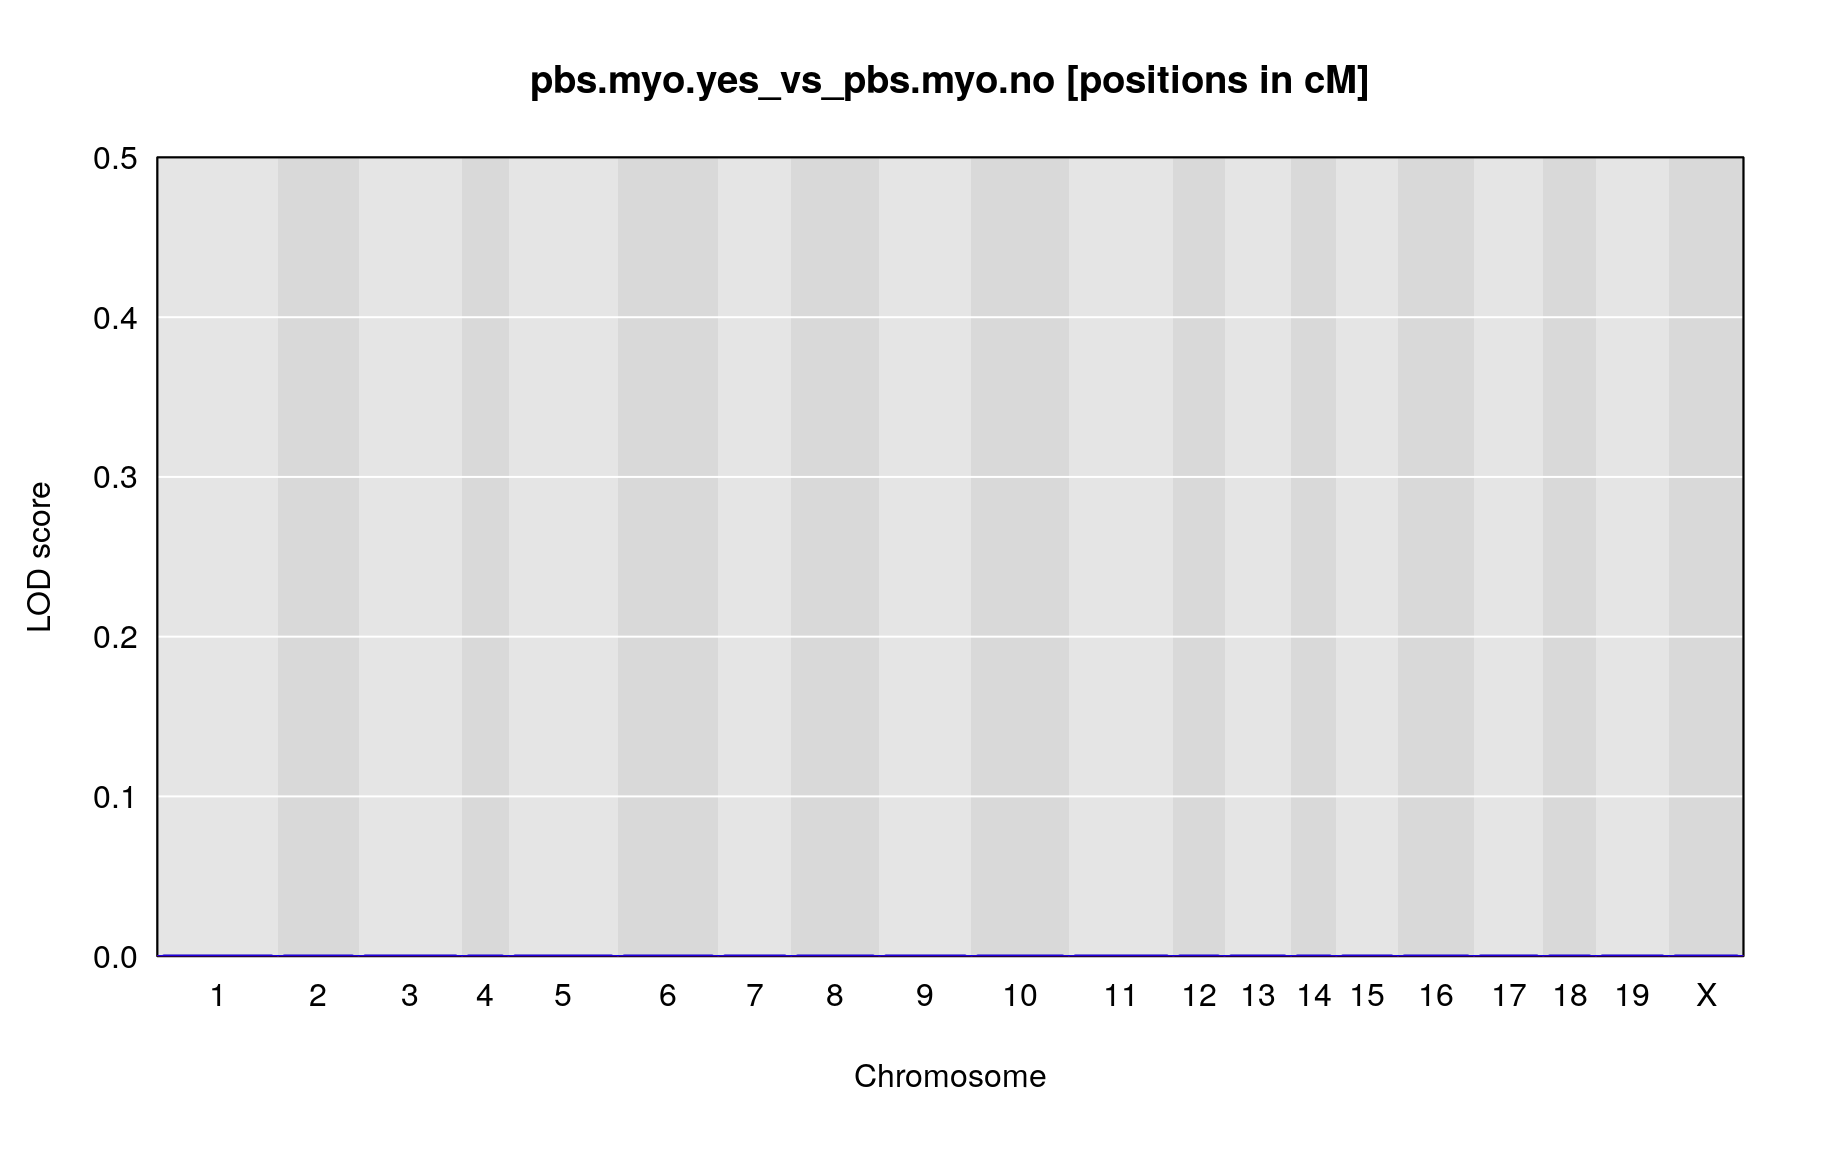 pbs.myo.yes_vs_pbs.myo.no [positions in cM]
0.5
0.4
0.3
0.2
0.1
0.0
LOD score
1 2 3 4 5 6 7 8 9 10 11 12 13 14 15 16 17 18 19 X
Chromosome